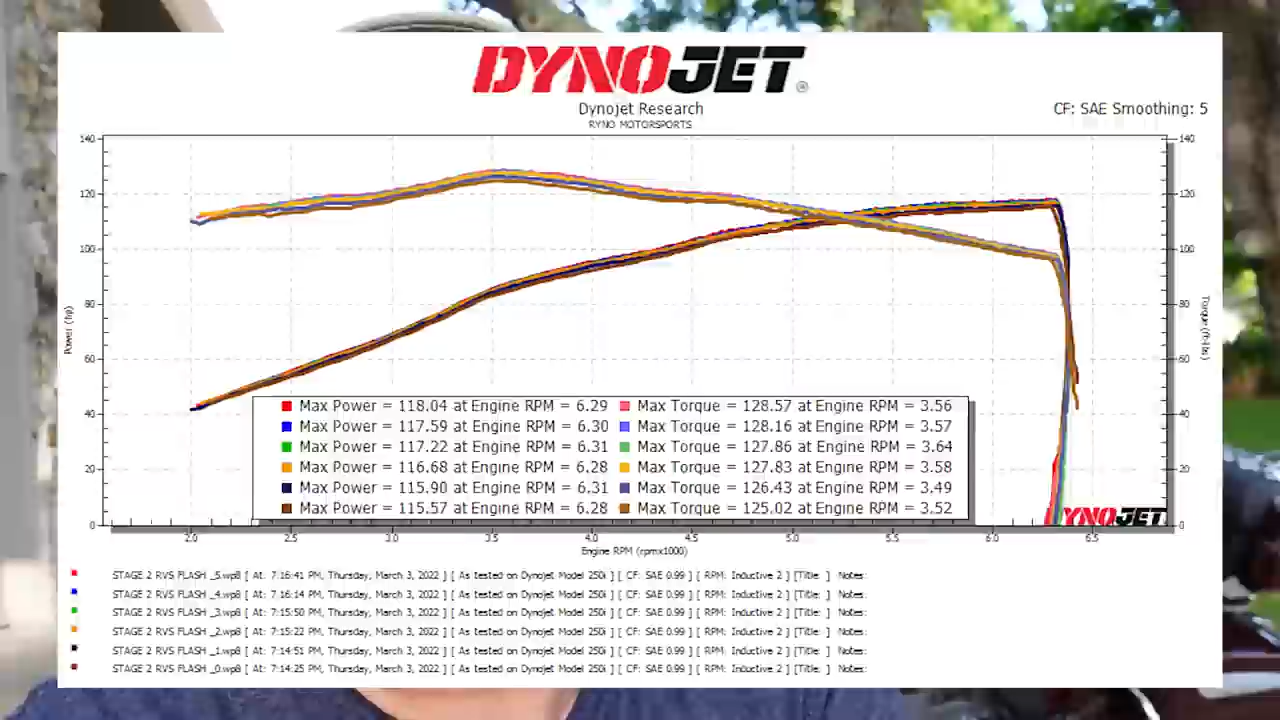 DYNOJET®
Dynojet Research
RYNO MOTORSPORTS
CF: SAE Smoothing: 5
140 140
120 120
100 100
80 80
60 60
40 40
20 20
0 0
Power (hp)
Torque (ft-lbs)
Max Power = 118.04 at Engine RPM = 6.29 Max Torque = 128.57 at Engine RPM = 3.56
Max Power = 117.59 at Engine RPM = 6.30 Max Torque = 128.16 at Engine RPM = 3.57
Max Power = 117.22 at Engine RPM = 6.31 Max Torque = 127.86 at Engine RPM = 3.64
Max Power = 116.68 at Engine RPM = 6.28 Max Torque = 127.83 at Engine RPM = 3.58
Max Power = 115.90 at Engine RPM = 6.31 Max Torque = 126.43 at Engine RPM = 3.49
Max Power = 115.57 at Engine RPM = 6.28 Max Torque = 125.02 at Engine RPM = 3.52
DYNOJET
2.0 2.5 3.0 3.5 4.0 4.5 5.0 5.5 6.0 6.5
Engine RPM (rpmx1000)
STAGE 2 RVS FLASH _5.wp8 [ At: 7:16:41 PM, Thursday, March 3, 2022 ] [ As tested on Dynojet Model 250i ] [ CF: SAE 0.99 ] [ RPM: Inductive 2 ] [Title: ] Notes:
STAGE 2 RVS FLASH _4.wp8 [ At: 7:16:14 PM, Thursday, March 3, 2022 ] [ As tested on Dynojet Model 250i ] [ CF: SAE 0.99 ] [ RPM: Inductive 2 ] [Title: ] Notes:
STAGE 2 RVS FLASH _3.wp8 [ At: 7:15:50 PM, Thursday, March 3, 2022 ] [ As tested on Dynojet Model 250i ] [ CF: SAE 0.99 ] [ RPM: Inductive 2 ] [Title: ] Notes:
STAGE 2 RVS FLASH _2.wp8 [ At: 7:15:22 PM, Thursday, March 3, 2022 ] [ As tested on Dynojet Model 250i ] [ CF: SAE 0.99 ] [ RPM: Inductive 2 ] [Title: ] Notes:
STAGE 2 RVS FLASH _1.wp8 [ At: 7:14:51 PM, Thursday, March 3, 2022 ] [ As tested on Dynojet Model 250i ] [ CF: SAE 0.99 ] [ RPM: Inductive 2 ] [Title: ] Notes:
STAGE 2 RVS FLASH _0.wp8 [ At: 7:14:25 PM, Thursday, March 3, 2022 ] [ As tested on Dynojet Model 250i ] [ CF: SAE 0.99 ] [ RPM: Inductive 2 ] [Title: ] Notes: